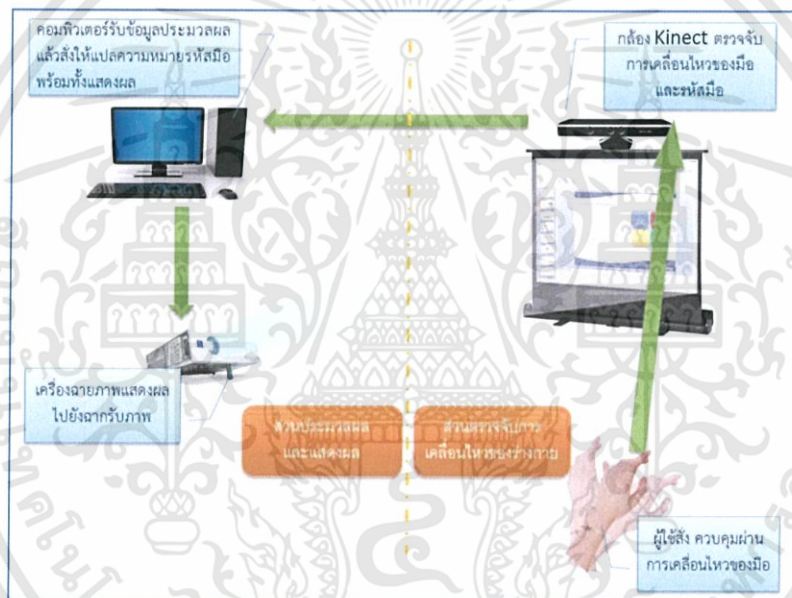 คอมพิวเตอร์รับข้อมูลประมวลผล
แล้วสั่งให้แปลความหมายรหัสมือ
พร้อมทั้งแสดงผล
กล้อง Kinect ตรวจจับ
การเคลื่อนไหวของมือ
และรหัสมือ
เครื่องฉายภาพแสดงผล
ไปยังฉากรับภาพ
ส่วนประมวลผล
และแสดงผล
ส่วนตรวจจับการ
เคลื่อนไหวของร่างกาย
ผู้ใช้สั่ง ควบคุมผ่าน
การเคลื่อนไหวของมือ